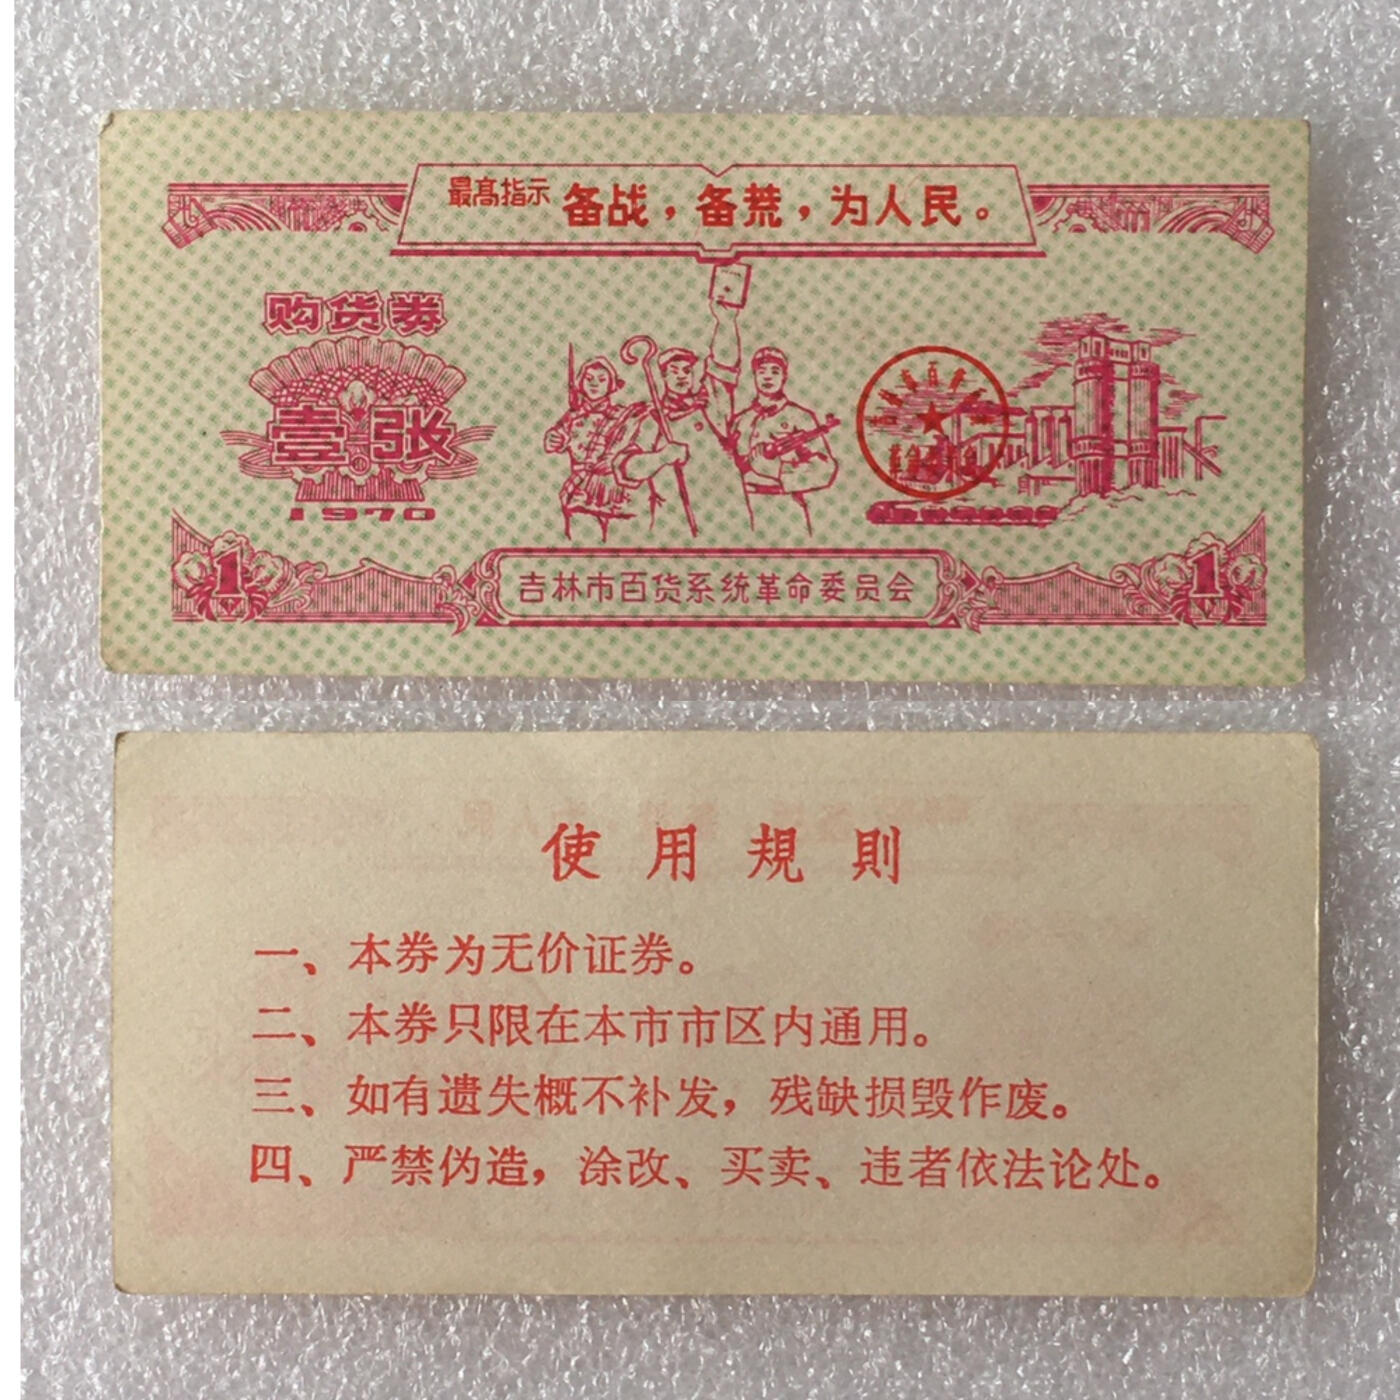 最高指示 备战，备荒，为人民。
购货券
壹张
1970
1
1
吉林市百货系统革命委员会
使用規則
一、本券为无价证券。
二、本券只限在本市市区内通用。
三、如有遗失概不补发，残缺损毁作废。
四、严禁伪造，涂改、买卖、违者依法论处。